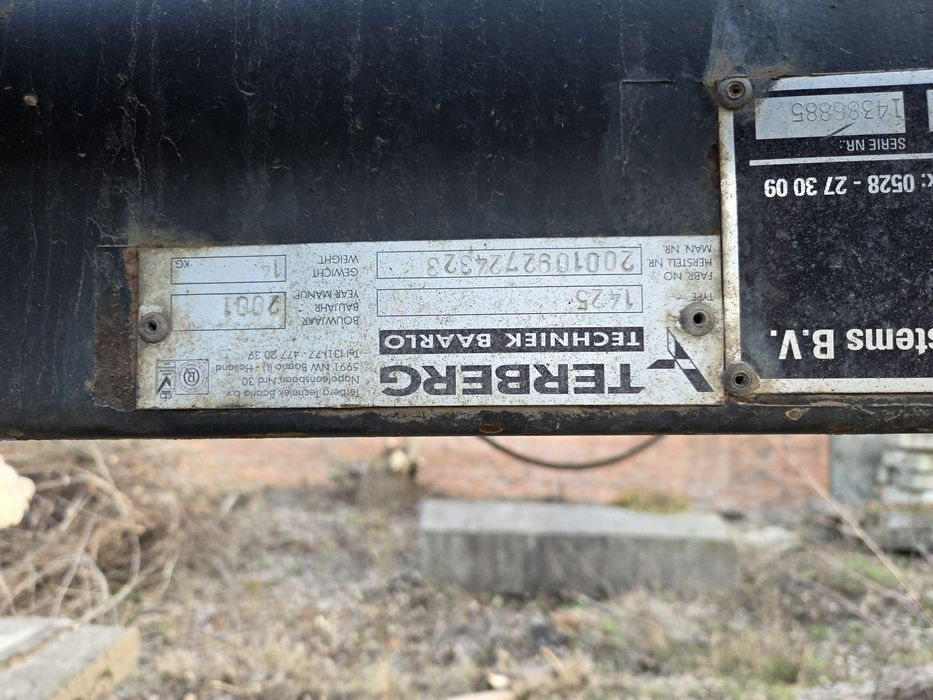 TERBERG
TECHNIEK BAARLO
Terberg Techniek Baarlo b.v.
Napoleonsbaan Nrd 30
5991 NW Baarlo (L) Holland
Tel (31) 77 477 20 39
TYPE
1425
FABR. NO
HERSTELL NR.
MAN. NR.
2001092724323
BOUWJAAR
BAUJAHR
YEAR MANUF.
2001
GEWICHT
WEIGHT
14 KG
stems B.V.
x: 0528 - 27 30 09
SERIE NR.:
14386885